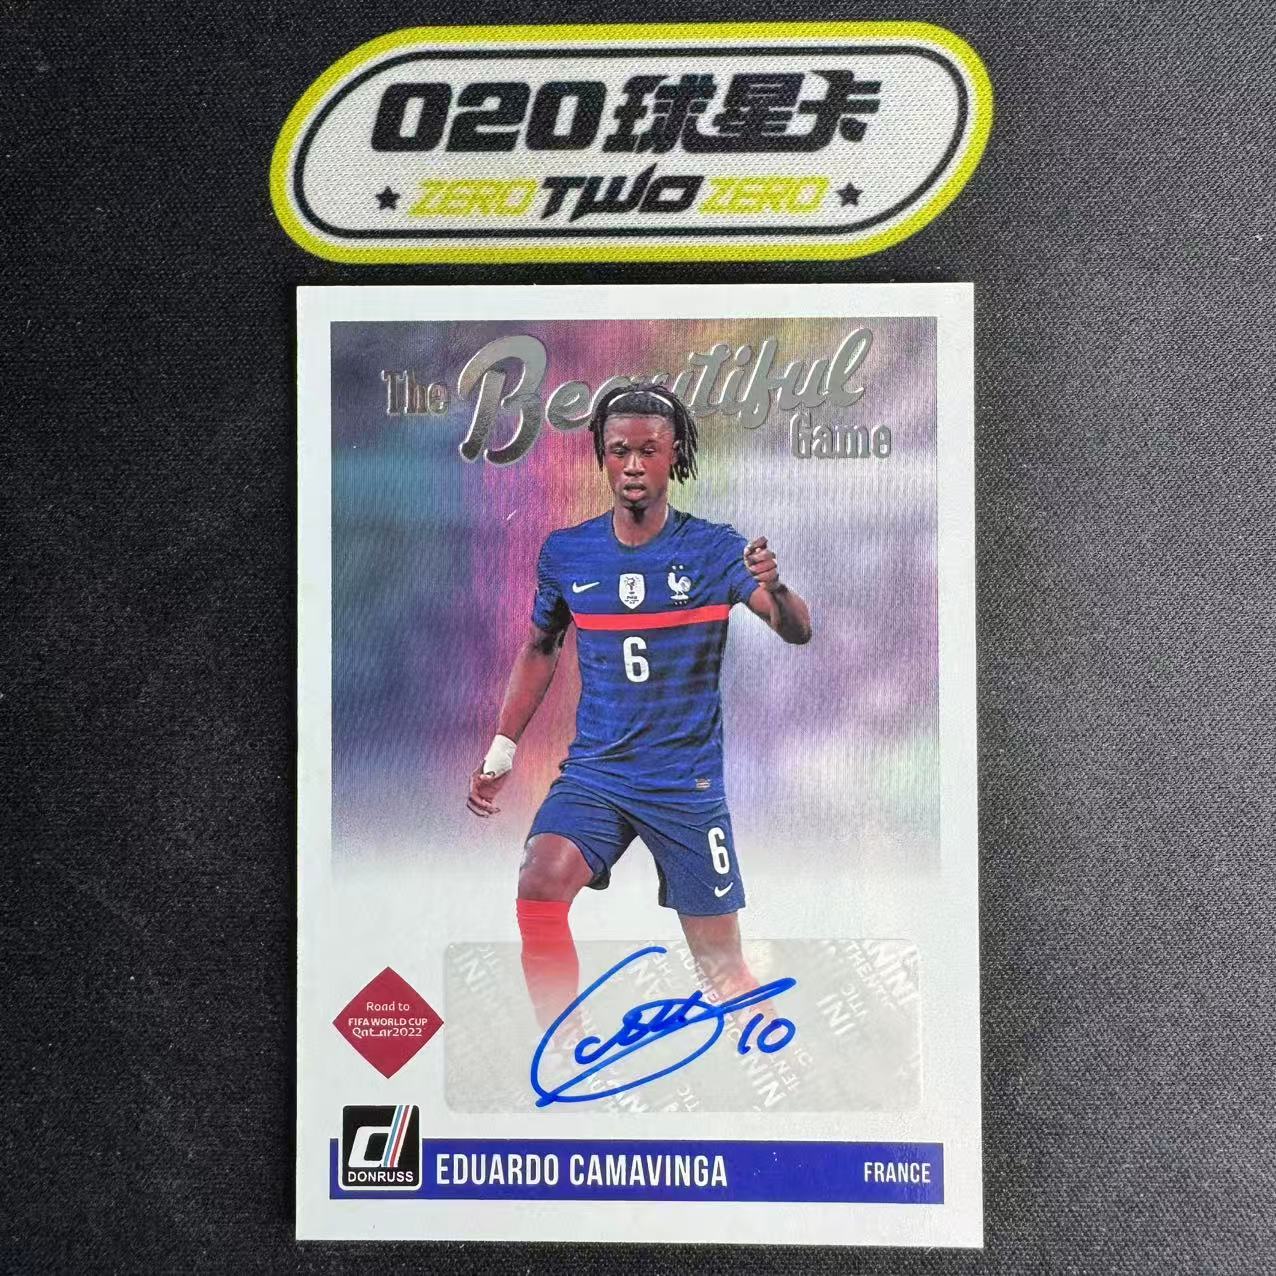 020球星卡
ZERO TWO ZERO
The Beautiful
Game
6
6
Road to
FIFA WORLD CUP
Qatar2022
10
DONRUSS
EDUARDO CAMAVINGA
FRANCE